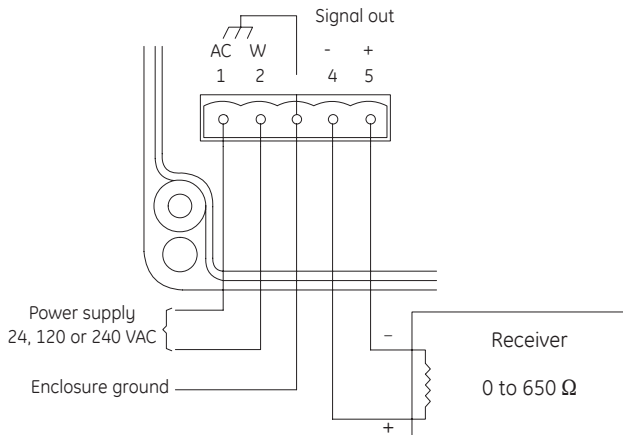 Signal out
AC W - +
1 2 4 5
Power supply
24, 120 or 240 VAC
Enclosure ground
−
Receiver
0 to 650 Ω
+